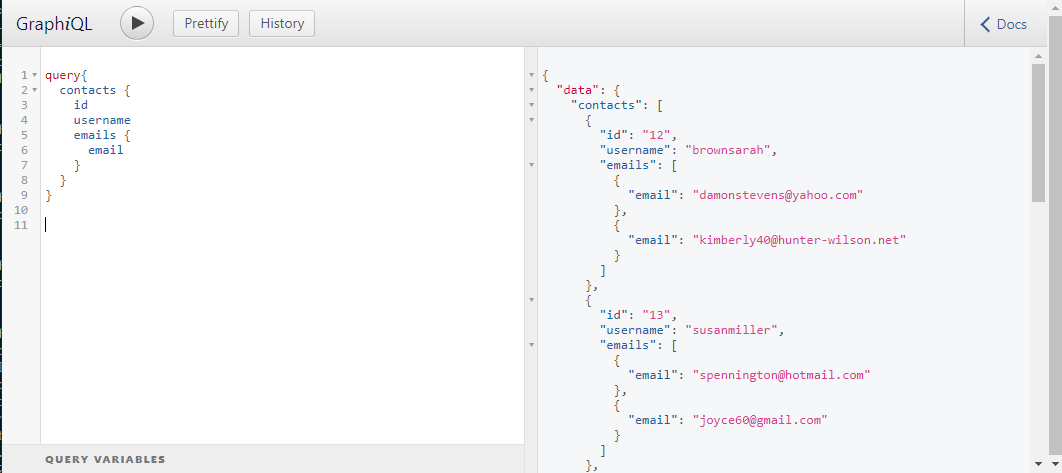 GraphiQL Prettify History Docs
1 query{
2 contacts {
3 id
4 username
5 emails {
6 email
7 }
8 }
9 }
10
11
{
"data": {
"contacts": [
{
"id": "12",
"username": "brownsarah",
"emails": [
{
"email": "damonstevens@yahoo.com"
},
{
"email": "kimberly40@hunter-wilson.net"
}
]
},
{
"id": "13",
"username": "susanmiller",
"emails": [
{
"email": "spennington@hotmail.com"
},
{
"email": "joyce60@gmail.com"
}
]
},
QUERY VARIABLES